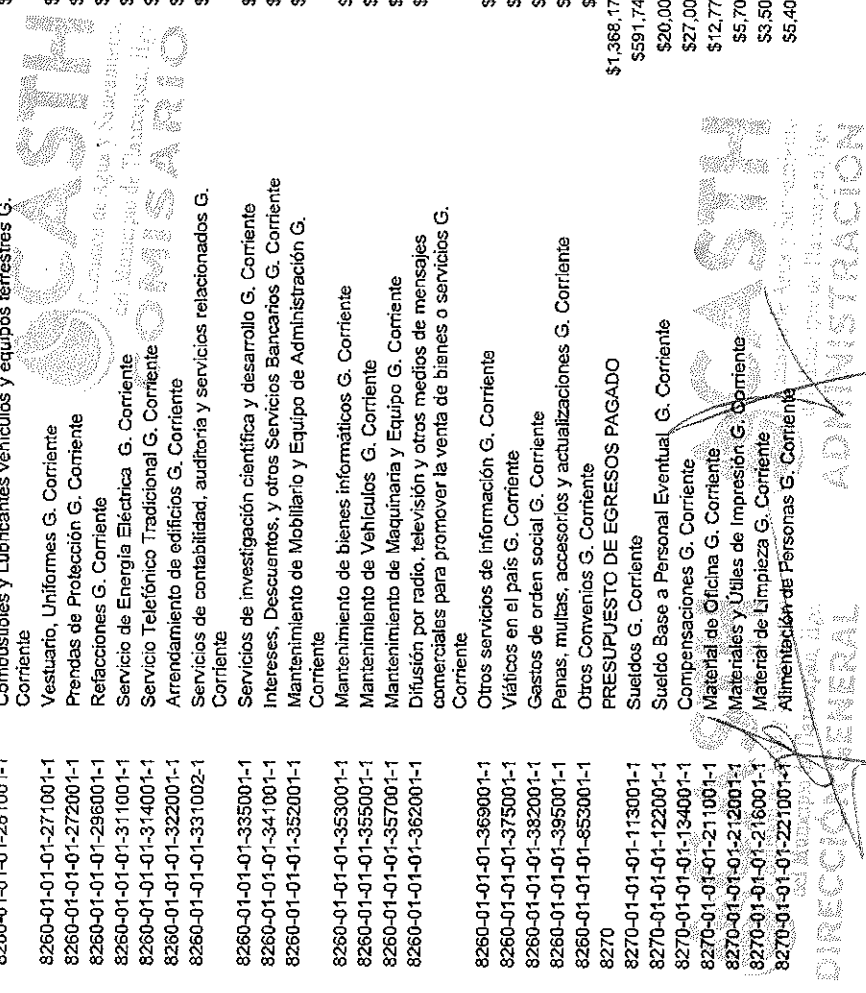 Combustibles y Lubricantes vehículos y equipos terrestres G.
Corriente
8260-01-01-01-271001-1 Vestuario, Uniformes G. Corriente $
8260-01-01-01-272001-1 Prendas de Protección G. Corriente $
8260-01-01-01-296001-1 Refacciones G. Corriente $
8260-01-01-01-311001-1 Servicio de Energía Eléctrica G. Corriente $
8260-01-01-01-314001-1 Servicio Telefónico Tradicional G. Corriente $
8260-01-01-01-322001-1 Arrendamiento de edificios G. Corriente $
8260-01-01-01-331002-1 Servicios de contabilidad, auditoria y servicios relacionados G. $
Corriente
8260-01-01-01-335001-1 Servicios de investigación científica y desarrollo G. Corriente $
8260-01-01-01-341001-1 Intereses, Descuentos, y otros Servicios Bancarios G. Corriente $
8260-01-01-01-352001-1 Mantenimiento de Mobiliario y Equipo de Administración G. $
Corriente
8260-01-01-01-353001-1 Mantenimiento de bienes informáticos G. Corriente $
8260-01-01-01-355001-1 Mantenimiento de Vehículos G. Corriente $
8260-01-01-01-357001-1 Mantenimiento de Maquinaria y Equipo G. Corriente $
8260-01-01-01-362001-1 Difusión por radio, televisión y otros medios de mensajes $
comerciales para promover la venta de bienes o servicios G.
Corriente
8260-01-01-01-369001-1 Otros servicios de información G. Corriente $
8260-01-01-01-375001-1 Viáticos en el país G. Corriente $
8260-01-01-01-382001-1 Gastos de orden social G. Corriente $
8260-01-01-01-395001-1 Penas, multas, accesorios y actualizaciones G. Corriente $
8260-01-01-01-853001-1 Otros Convenios G. Corriente $
8270 PRESUPUESTO DE EGRESOS PAGADO $1,368,17
8270-01-01-01-113001-1 Sueldos G. Corriente $591,74
8270-01-01-01-122001-1 Sueldo Base a Personal Eventual G. Corriente $20,00
8270-01-01-01-134001-1 Compensaciones G. Corriente $27,00
8270-01-01-01-211001-1 Material de Oficina G. Corriente $12,77
8270-01-01-01-212001-1 Materiales y Útiles de Impresión G. Corriente $5,70
8270-01-01-01-216001-1 Material de Limpieza G. Corriente $3,50
8270-01-01-01-221001-1 Alimentación de Personas G. Corriente $5,40
CASTH
COMISARIO
CASTH
ADMINISTRACIÓN
DIRECCIÓN GENERAL